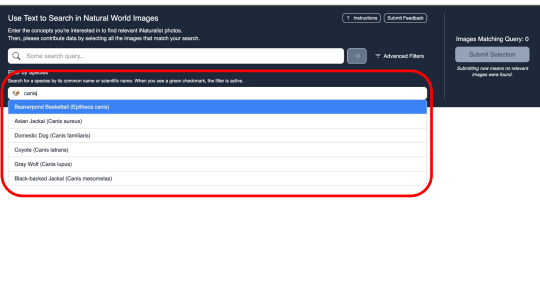 Use Text to Search in Natural World Images
? Instructions
Submit Feedback
Enter the concepts you're interested in to find relevant iNaturalist photos.
Then, please contribute data by selecting all the images that match your search.
Images Matching Query: 0
Some search query...
Advanced Filters
Submit Selection
Submitting now means no relevant
images were found.
Filter by Species
Search for a species by its common name or scientific name. When you see a green checkmark, the filter is active.
canis
Beaverpond Baskettail (Epitheca canis)
Asian Jackal (Canis aureus)
Domestic Dog (Canis familiaris)
Coyote (Canis latrans)
Gray Wolf (Canis lupus)
Black-backed Jackal (Canis mesomelas)